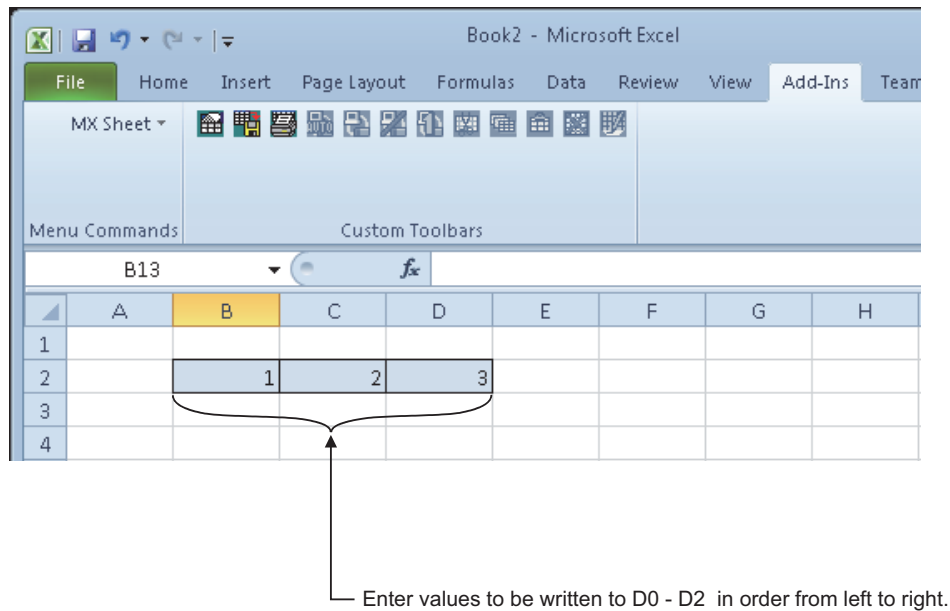 Book2 - Microsoft Excel
File Home Insert Page Layout Formulas Data Review View Add-Ins Team
MX Sheet
AUTO
Menu Commands Custom Toolbars
B13 fx
A B C D E F G H
1
2 1 2 3
3
4
Enter values to be written to D0 - D2 in order from left to right.